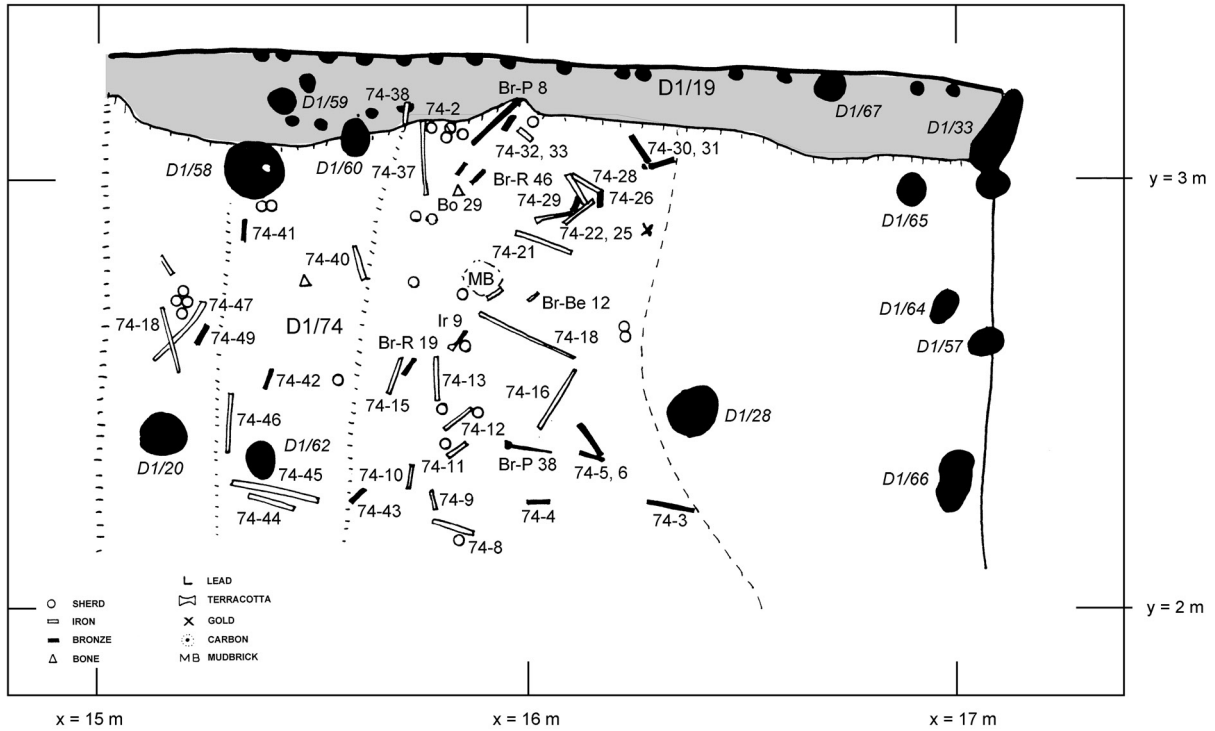 Br-P 8
D1/19
D1/59
74-38
74-2
D1/67
D1/33
D1/58
D1/60
74-37
74-32, 33
74-30, 31
Br-R 46
74-28
Bo 29
74-29
74-26
y = 3 m
D1/65
74-41
74-22, 25
74-21
74-40
MB
Br-Be 12
74-47
D1/64
74-18
D1/74
Ir 9
74-49
Br-R 19
74-18
D1/57
74-42
74-13
74-15
74-16
D1/28
74-46
74-12
D1/20
D1/62
74-11
Br-P 38
74-5, 6
74-45
74-10
D1/66
74-44
74-43
74-9
74-4
74-3
74-8
LEAD
SHERD
TERRACOTTA
IRON
GOLD
BRONZE
CARBON
BONE
MB MUDBRICK
y = 2 m
x = 15 m
x = 16 m
x = 17 m